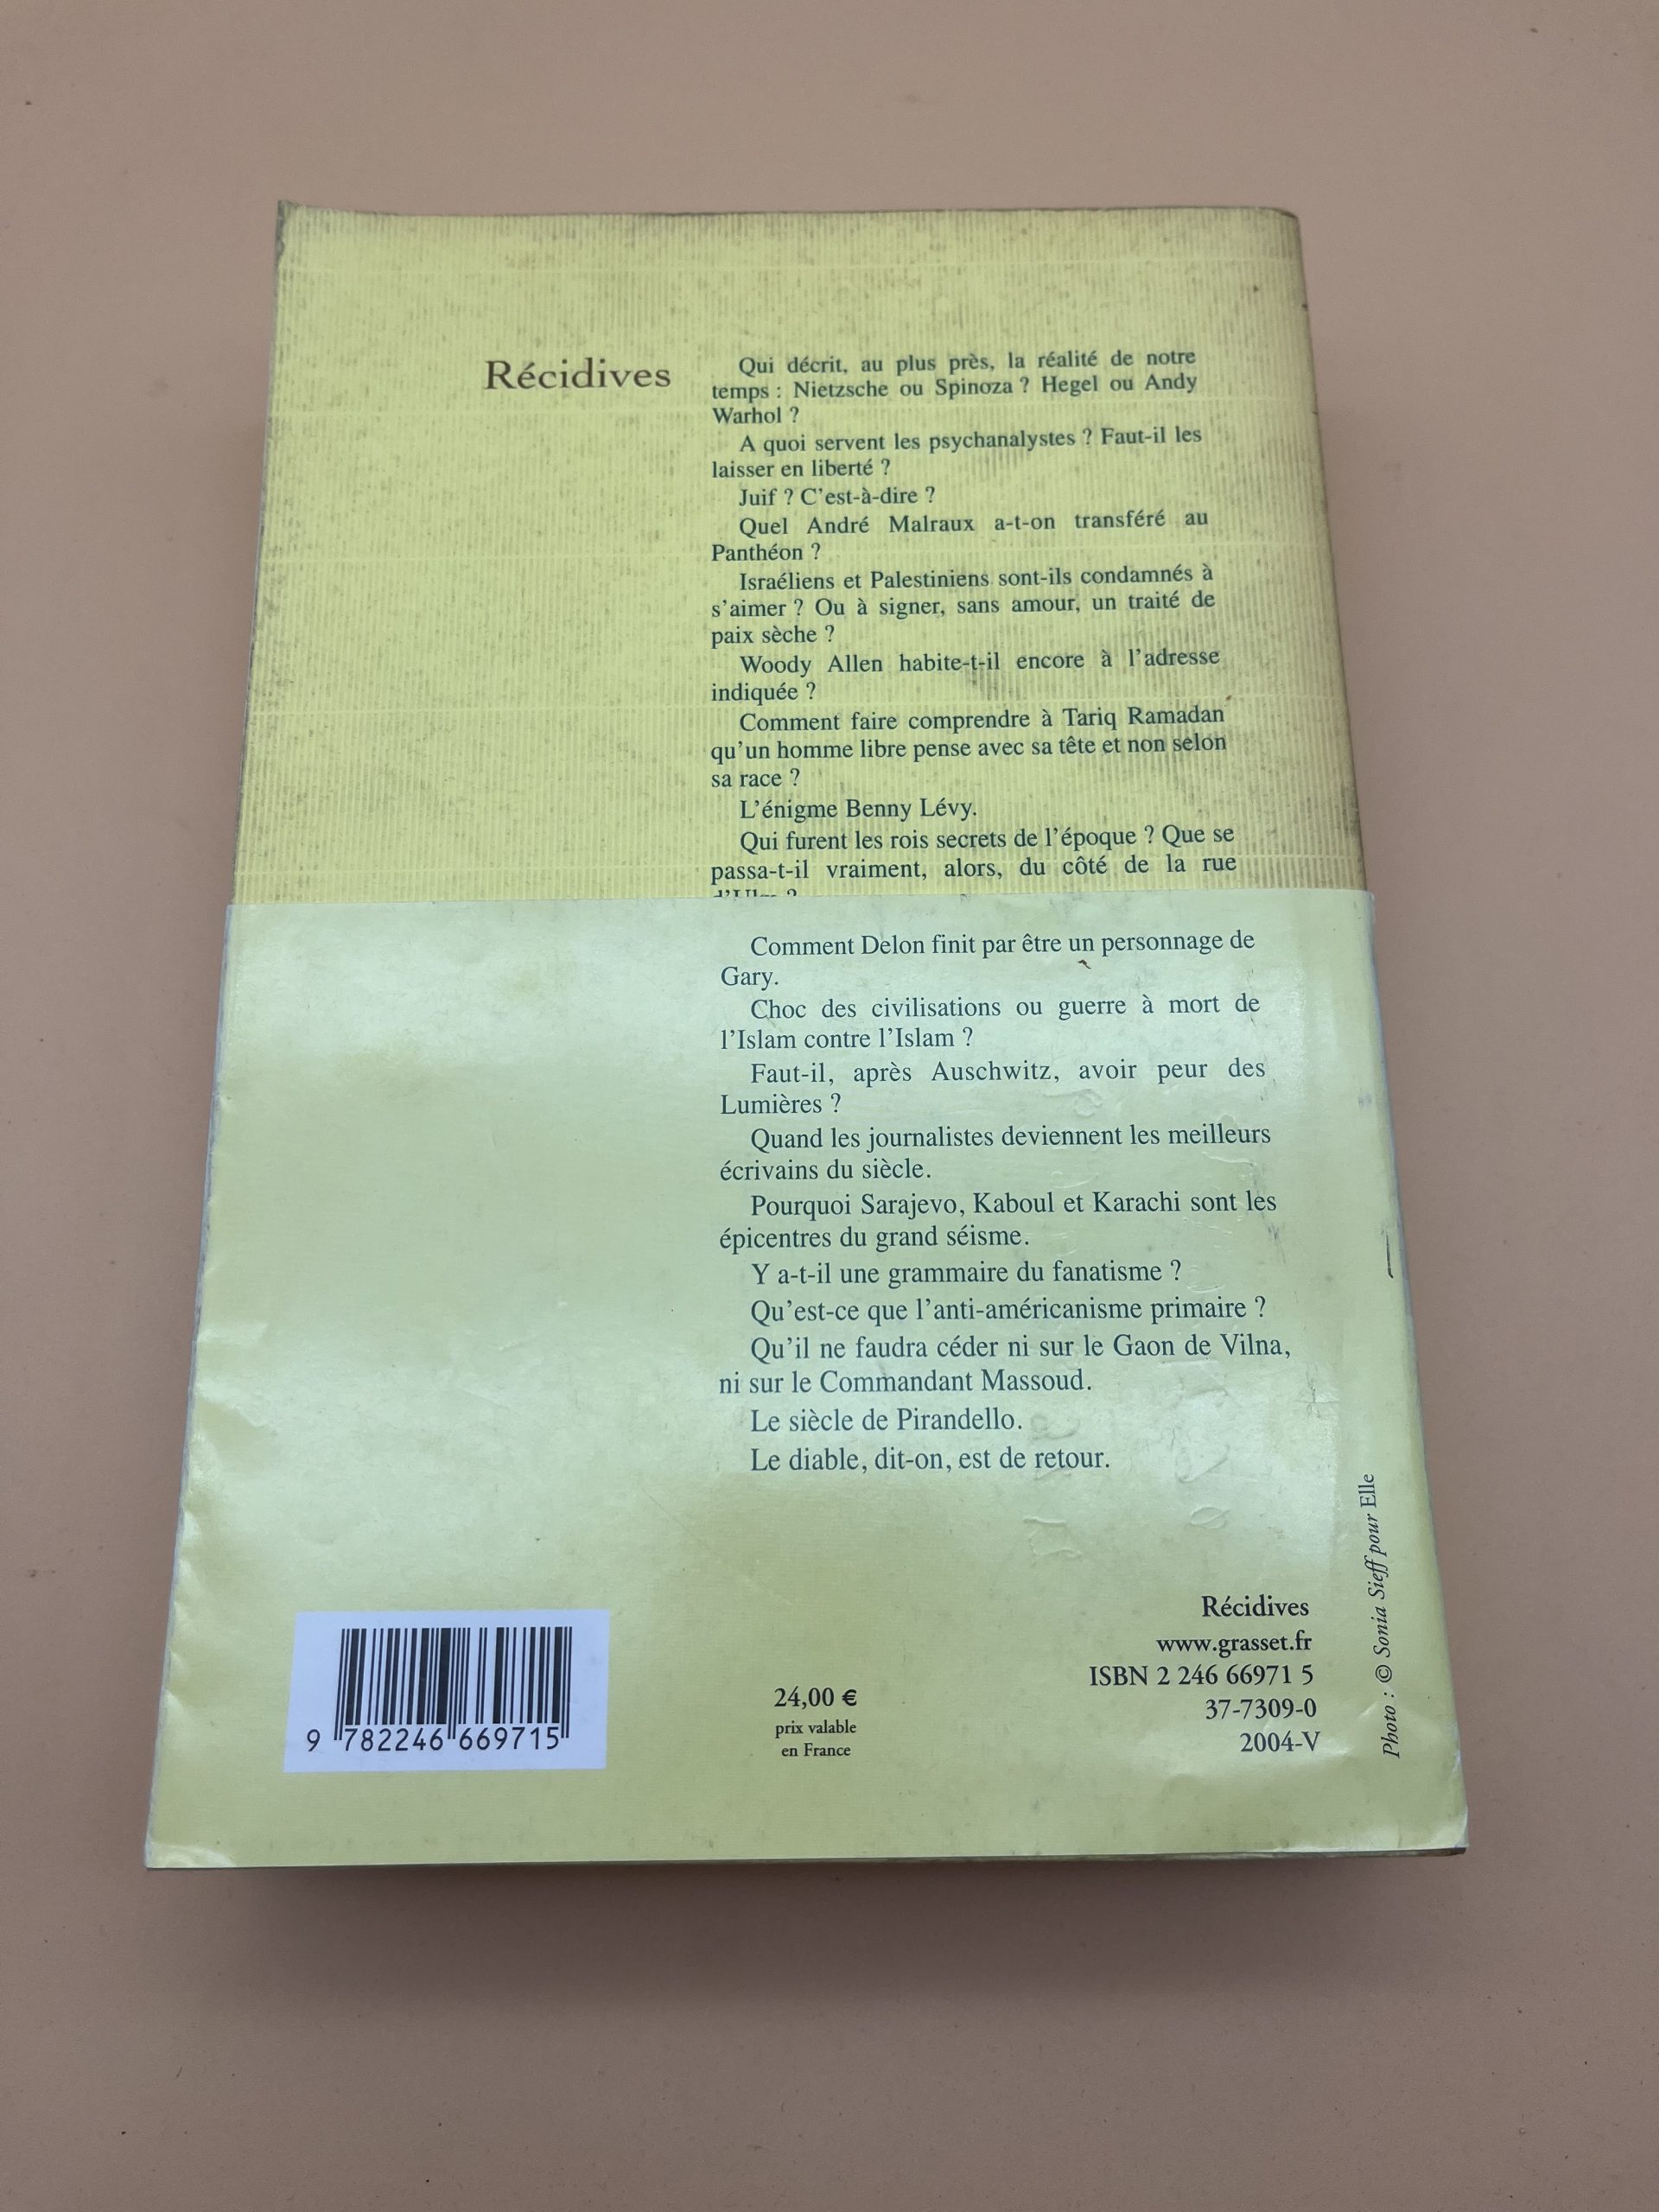 Récidives
Qui décrit, au plus près, la réalité de notre
temps : Nietzsche ou Spinoza ? Hegel ou Andy
Warhol ?
A quoi servent les psychanalystes ? Faut-il les
laisser en liberté ?
Juif ? C'est-à-dire ?
Quel André Malraux a-t-on transféré au
Panthéon ?
Israéliens et Palestiniens sont-ils condamnés à
s'aimer ? Ou à signer, sans amour, un traité de
paix sèche ?
Woody Allen habite-t-il encore à l'adresse
indiquée ?
Comment faire comprendre à Tariq Ramadan
qu'un homme libre pense avec sa tête et non selon
sa race ?
L'énigme Benny Lévy.
Qui furent les rois secrets de l'époque ? Que se
passa-t-il vraiment, alors, du côté de la rue
Comment Delon finit par être un personnage de
Gary.
Choc des civilisations ou guerre à mort de
l'Islam contre l'Islam ?
Faut-il, après Auschwitz, avoir peur des
Lumières ?
Quand les journalistes deviennent les meilleurs
écrivains du siècle.
Pourquoi Sarajevo, Kaboul et Karachi sont les
épicentres du grand séisme.
Y a-t-il une grammaire du fanatisme ?
Qu'est-ce que l'anti-américanisme primaire ?
Qu'il ne faudra céder ni sur le Gaon de Vilna,
ni sur le Commandant Massoud.
Le siècle de Pirandello.
Le diable, dit-on, est de retour.
9 782246 669715
24,00 €
prix valable
en France
Récidives
www.grasset.fr
ISBN 2 246 66971 5
37-7309-0
2004-V
Photo : © Sonia Sieff pour Elle